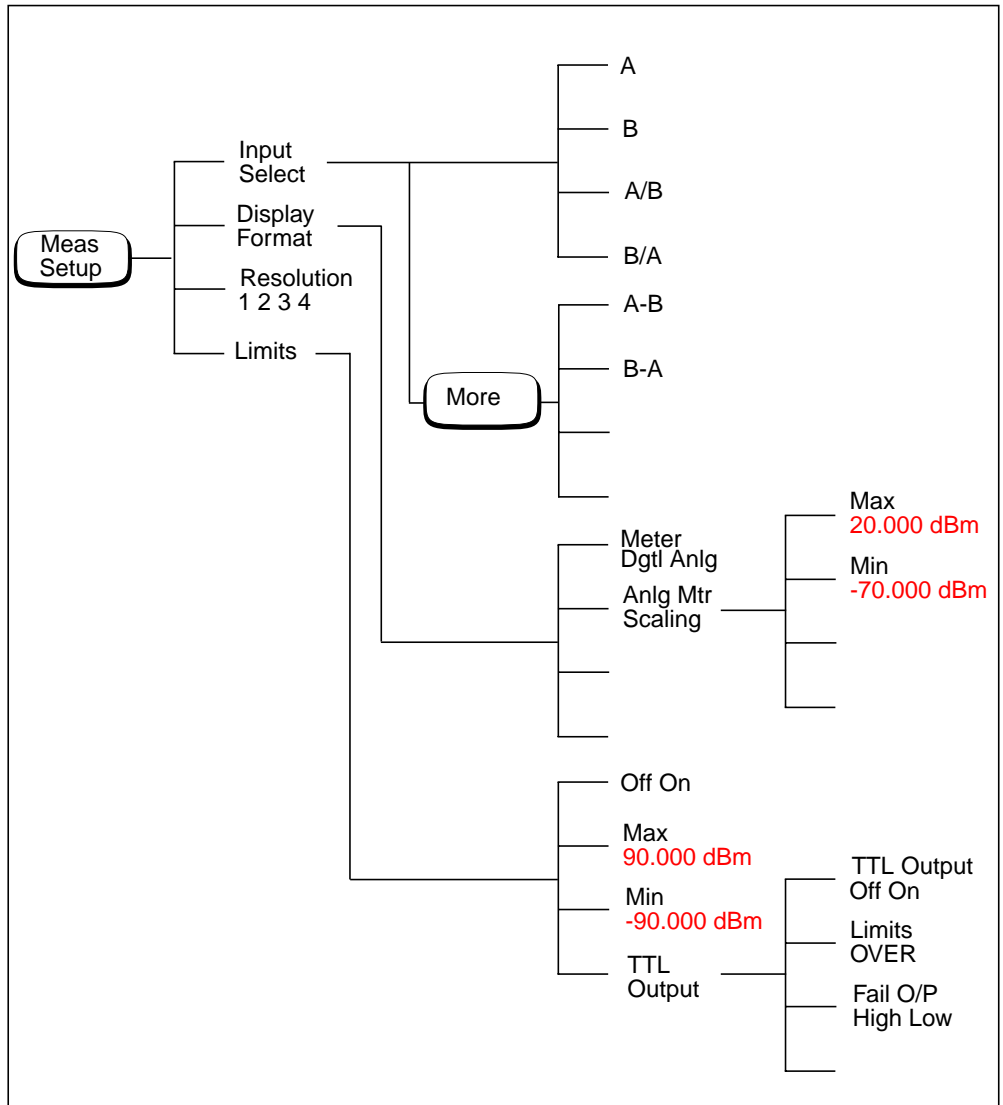 Meas
Setup
Input
Select
Display
Format
Resolution
1 2 3 4
Limits
A
B
A/B
B/A
More
A-B
B-A
Meter
Dgtl Anlg
Anlg Mtr
Scaling
Max
20.000 dBm
Min
-70.000 dBm
Off On
Max
90.000 dBm
Min
-90.000 dBm
TTL
Output
TTL Output
Off On
Limits
OVER
Fail O/P
High Low